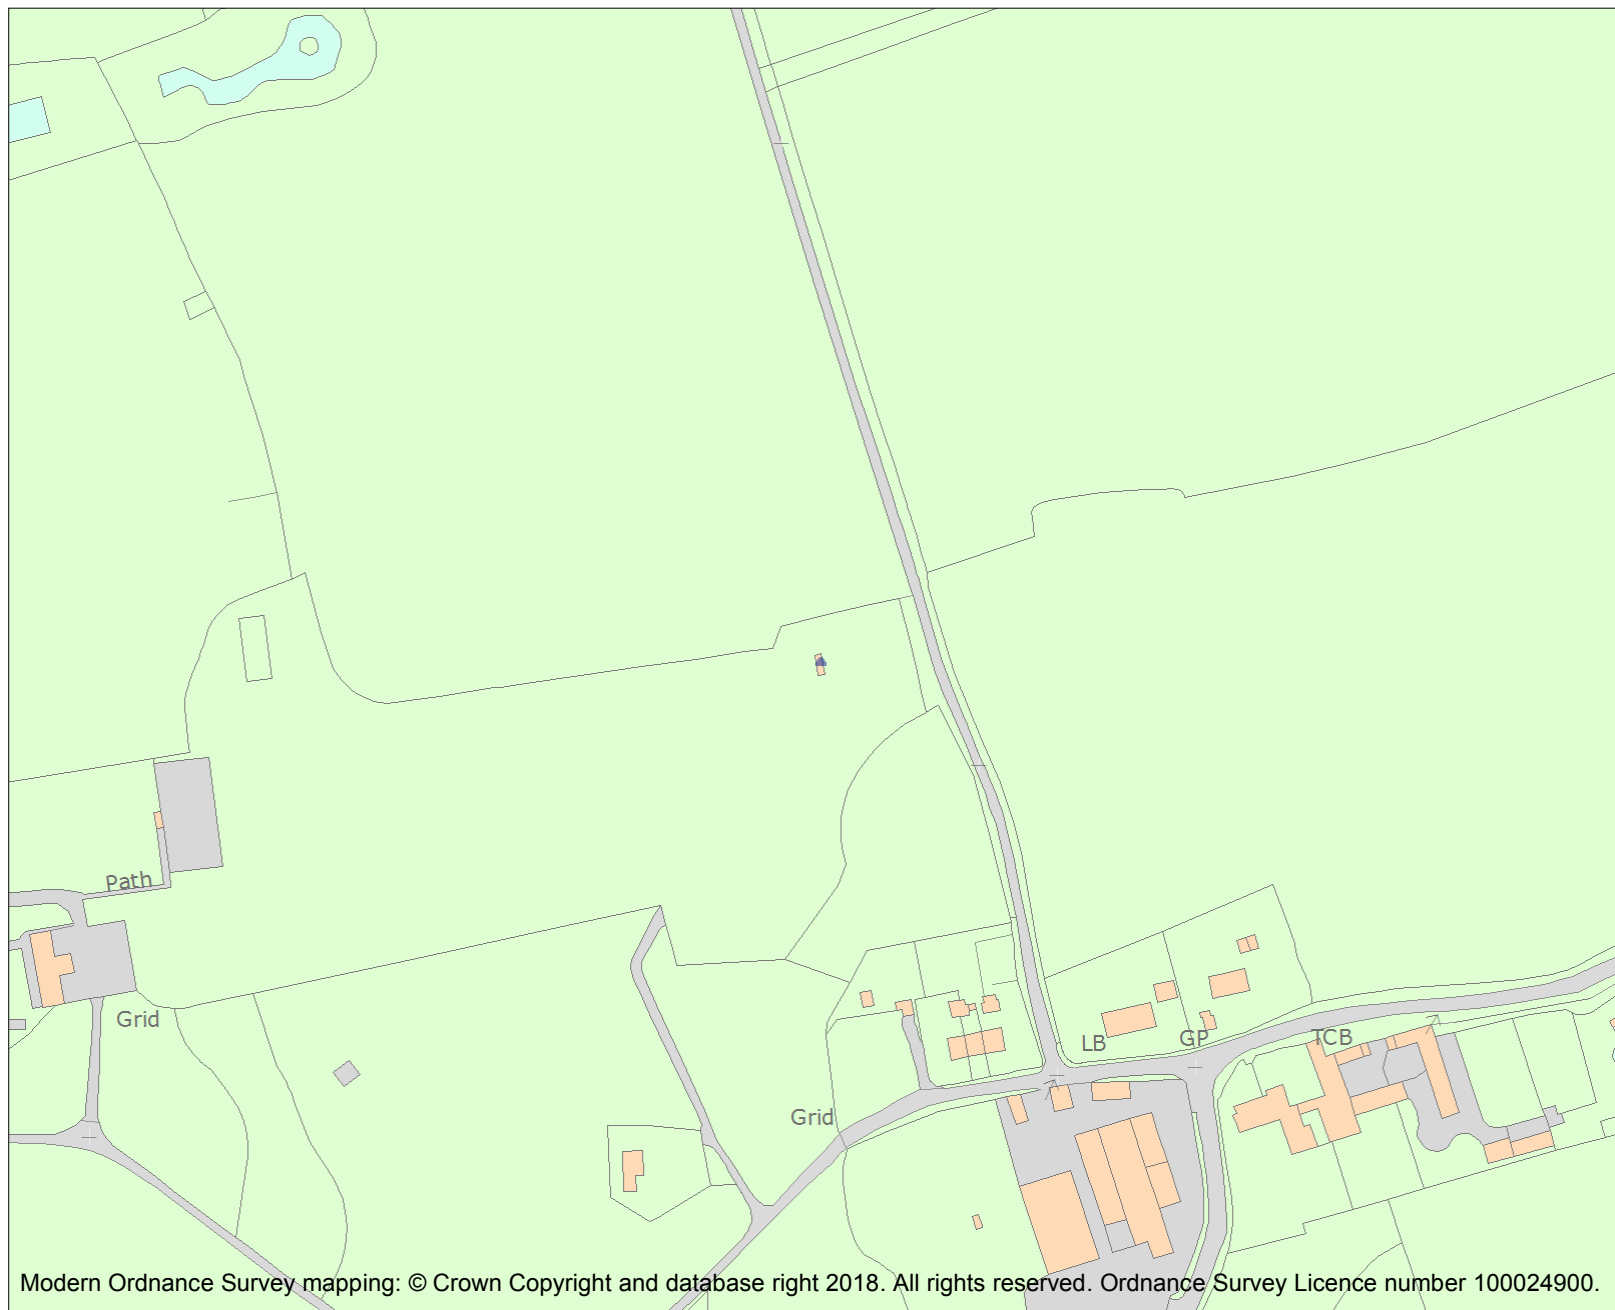 Path
Grid
LB
GP
TCB
Grid
Modern Ordnance Survey mapping: © Crown Copyright and database right 2018. All rights reserved. Ordnance Survey Licence number 100024900.